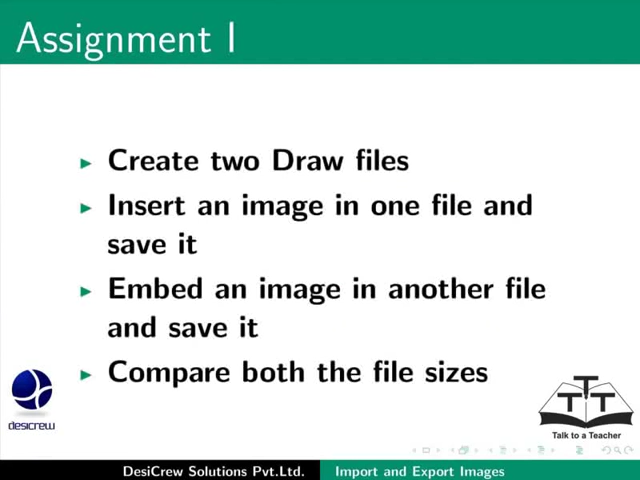 Assignment I
Create two Draw files
Insert an image in one file and
save it
Embed an image in another file
and save it
Compare both the file sizes
desicrew
TTT
Talk to a Teacher
DesiCrew Solutions Pvt.Ltd. Import and Export Images